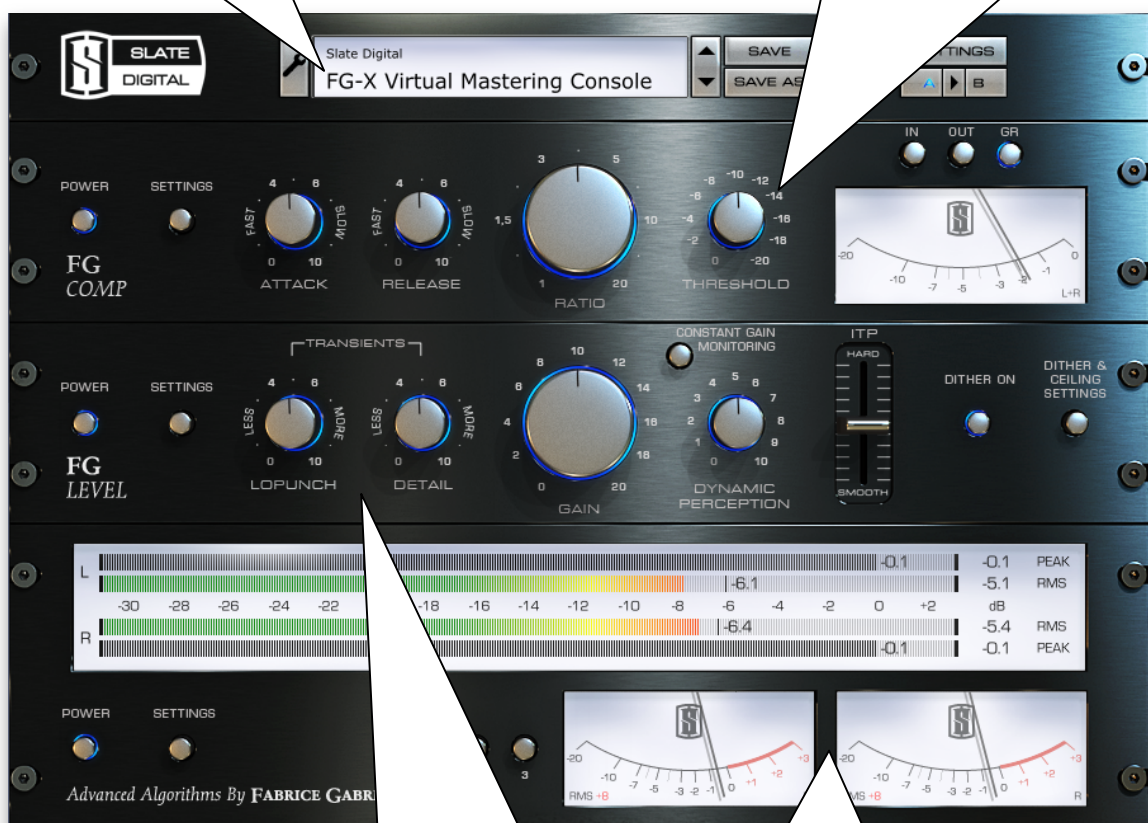 SLATE
DIGITAL
Slate Digital
FG-X Virtual Mastering Console
SAVE
SAVE AS
A B
IN OUT GR
POWER SETTINGS
FG
COMP
4 6
FAST SLOW
0 10
ATTACK
4 6
FAST SLOW
0 10
RELEASE
3 5
1,5 10
1 20
RATIO
-8 -10 -12
-6 -14
-4 -16
-2 -18
0 -20
THRESHOLD
-20 -10 -7 -5 -3 -2 -1 0
L+R
POWER SETTINGS
FG
LEVEL
TRANSIENTS
4 6
LESS MORE
0 10
LOPUNCH
4 6
LESS MORE
0 10
DETAIL
8 10 12
6 14
4 16
2 18
0 20
GAIN
CONSTANT GAIN
MONITORING
4 5 6
3 7
2 8
1 9
0 10
DYNAMIC
PERCEPTION
ITP
HARD
SMOOTH
DITHER ON
DITHER &
CEILING
SETTINGS
L -0.1 -0.1 PEAK
-6.1 -5.1 RMS
-30 -28 -26 -24 -22 -18 -16 -14 -12 -10 -8 -6 -4 -2 0 +2 dB
R -6.4 -5.4 RMS
-0.1 -0.1 PEAK
POWER SETTINGS
3
Advanced Algorithms By FABRICE
-20 -10 -7 -5 -3 -2 -1 0 +1 +2 +3
RMS +8
-20 -10 -7 -5 -3 -2 -1 0 +1 +2 +3
RMS +8 R